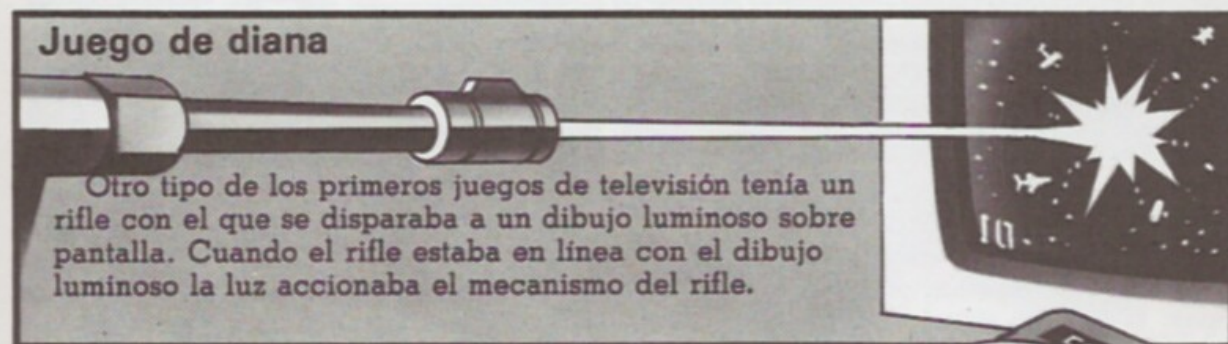 Juego de diana
Otro tipo de los primeros juegos de televisión tenía un
rifle con el que se disparaba a un dibujo luminoso sobre
pantalla. Cuando el rifle estaba en línea con el dibujo
luminoso la luz accionaba el mecanismo del rifle.
10